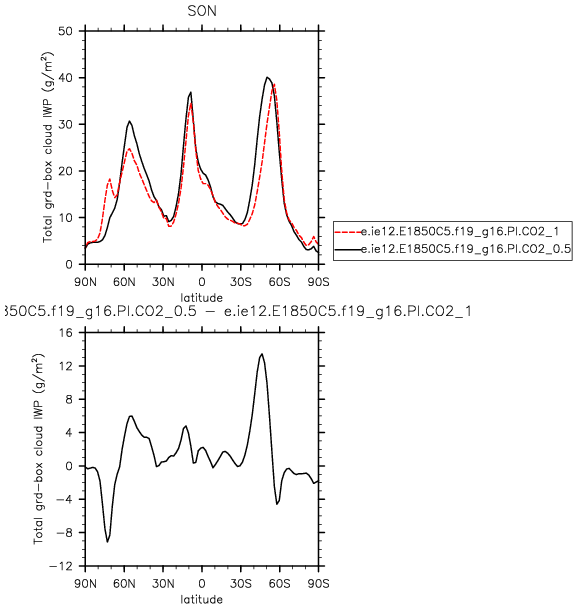 SON
Total grd-box cloud IWP (g/m²)
50
40
30
20
10
0
90N 60N 30N 0 30S 60S 90S
latitude
e.ie12.E1850C5.f19_g16.PI.CO2_1
e.ie12.E1850C5.f19_g16.PI.CO2_0.5
350C5.f19_g16.PI.CO2_0.5 - e.ie12.E1850C5.f19_g16.PI.CO2_1
Total grd-box cloud IWP (g/m²)
16
12
8
4
0
-4
-8
-12
90N 60N 30N 0 30S 60S 90S
latitude